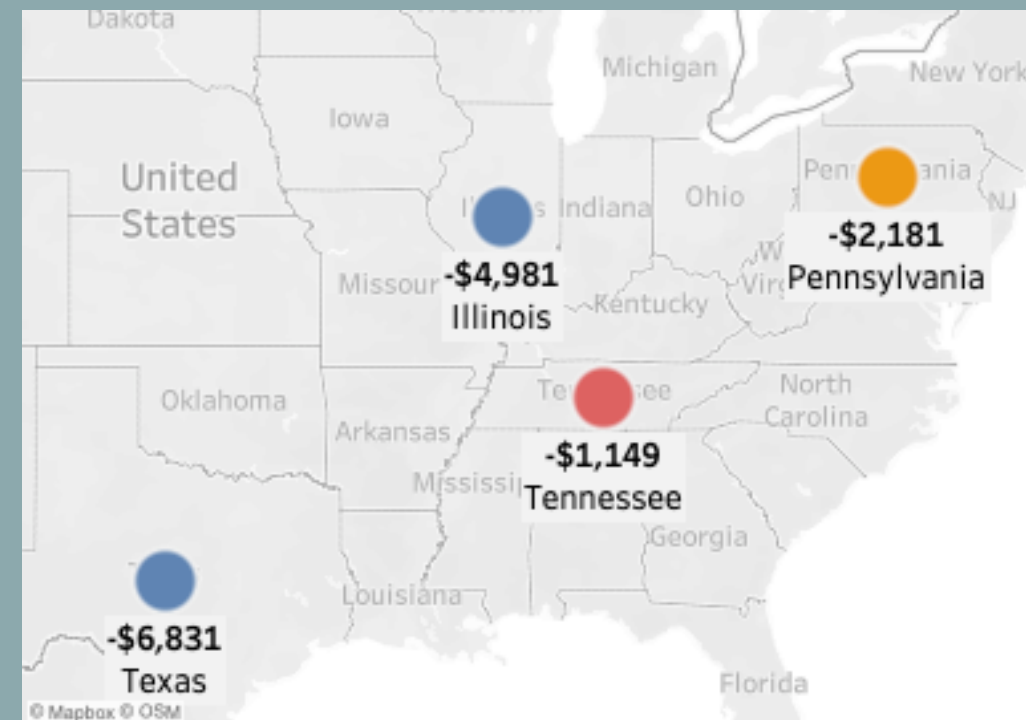 Dakota
Michigan
New York
Iowa
United
States
Ohio
Indiana
NJ
-$2,181
Pennsylvania
-$4,981
Illinois
Kentucky
Oklahoma
North
Carolina
Arkansas
-$1,149
Tennessee
Georgia
Louisiana
-$6,831
Texas
Florida
© Mapbox © OSM